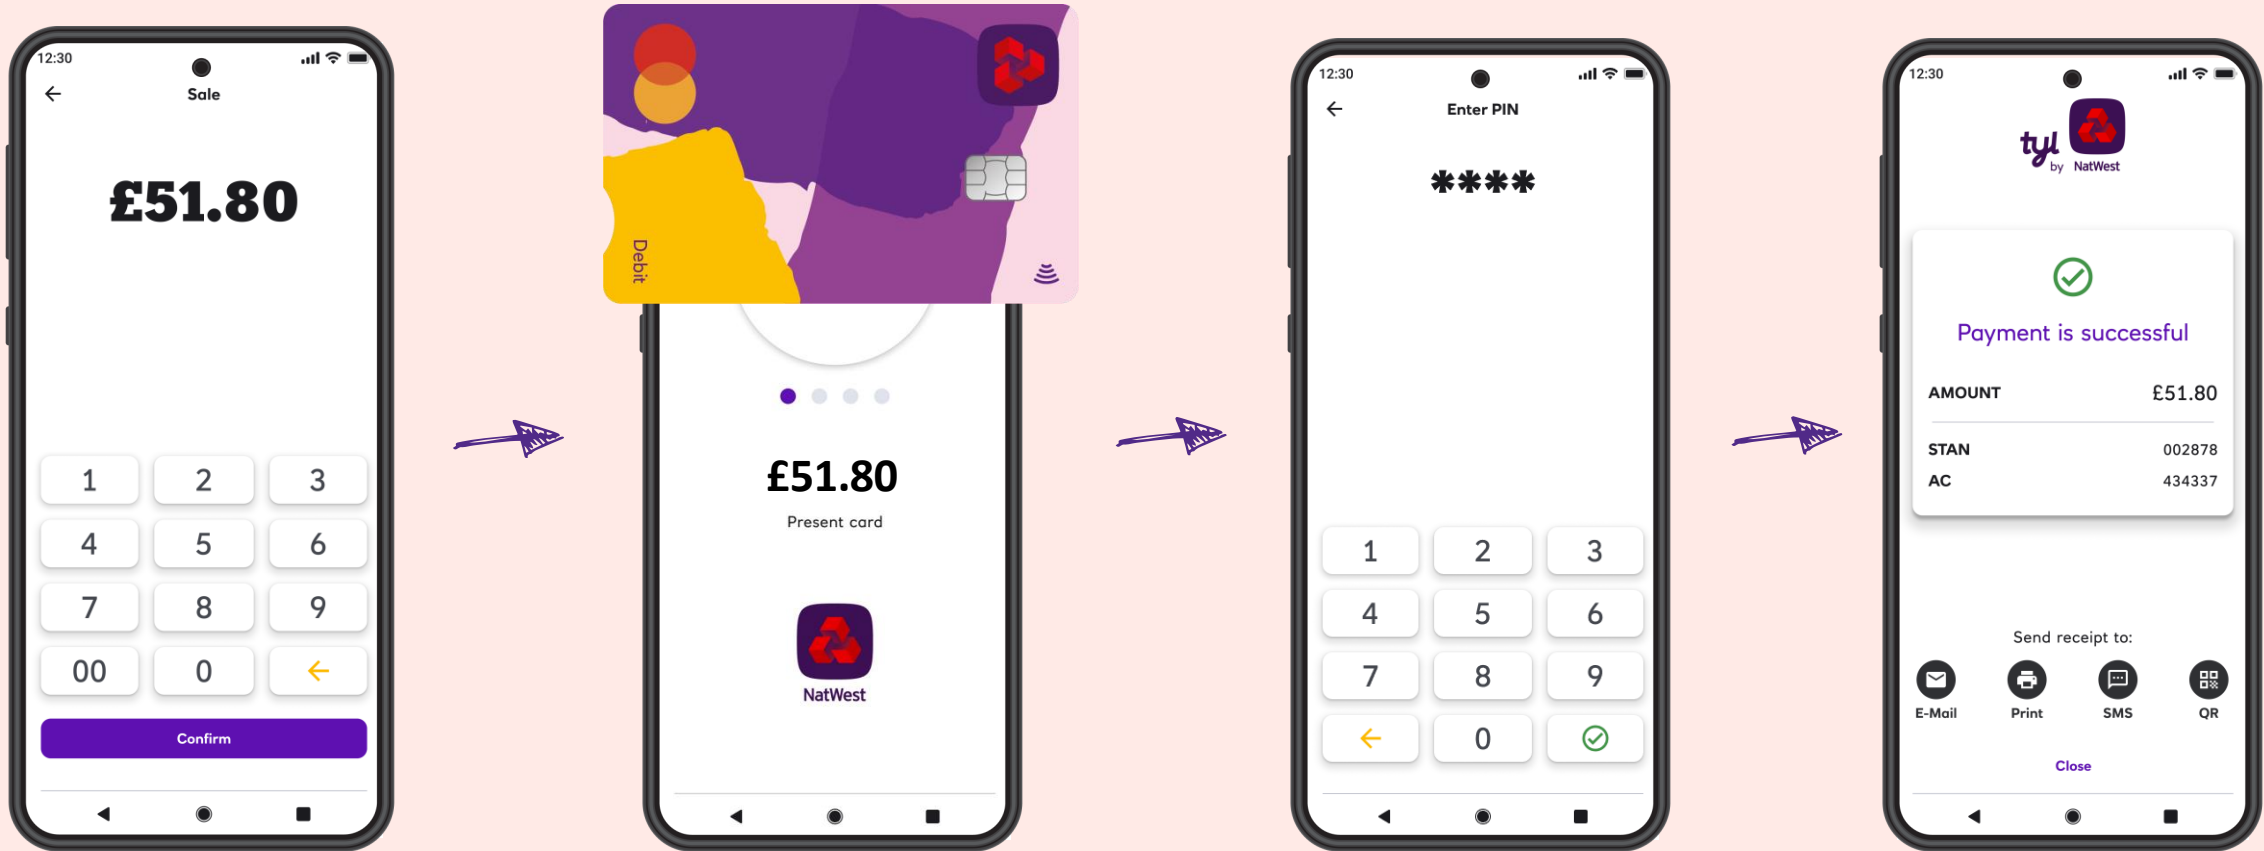 12:30
Sale
£51.80
1 2 3
4 5 6
7 8 9
00 0
Confirm
Debit
£51.80
Present card
NatWest
12:30
Enter PIN
****
1 2 3
4 5 6
7 8 9
0
12:30
tyl
by NatWest
Payment is successful
AMOUNT £51.80
STAN 002878
AC 434337
Send receipt to:
E-Mail Print SMS QR
Close